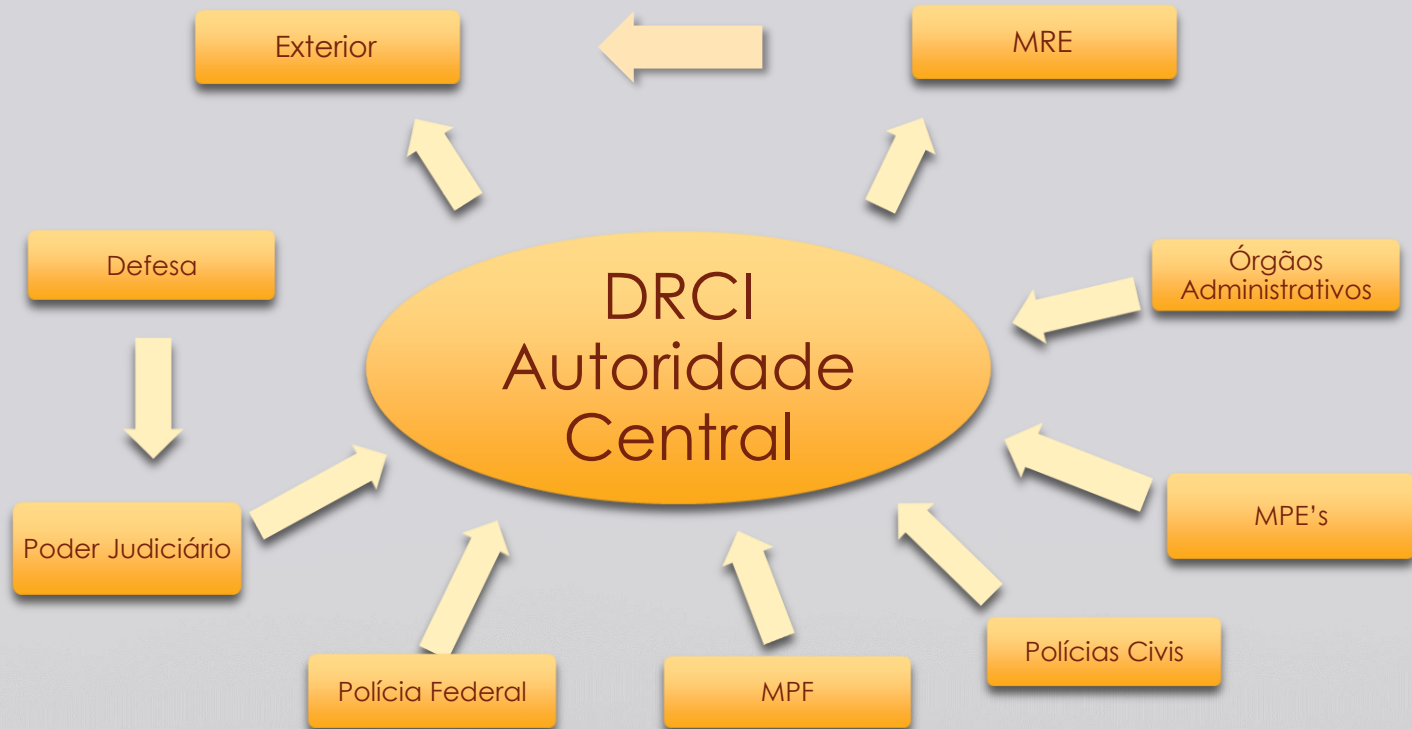 Exterior
MRE
Defesa
DRCI
Autoridade
Central
Órgãos
Administrativos
Poder Judiciário
MPE’s
Polícias Civis
Polícia Federal
MPF